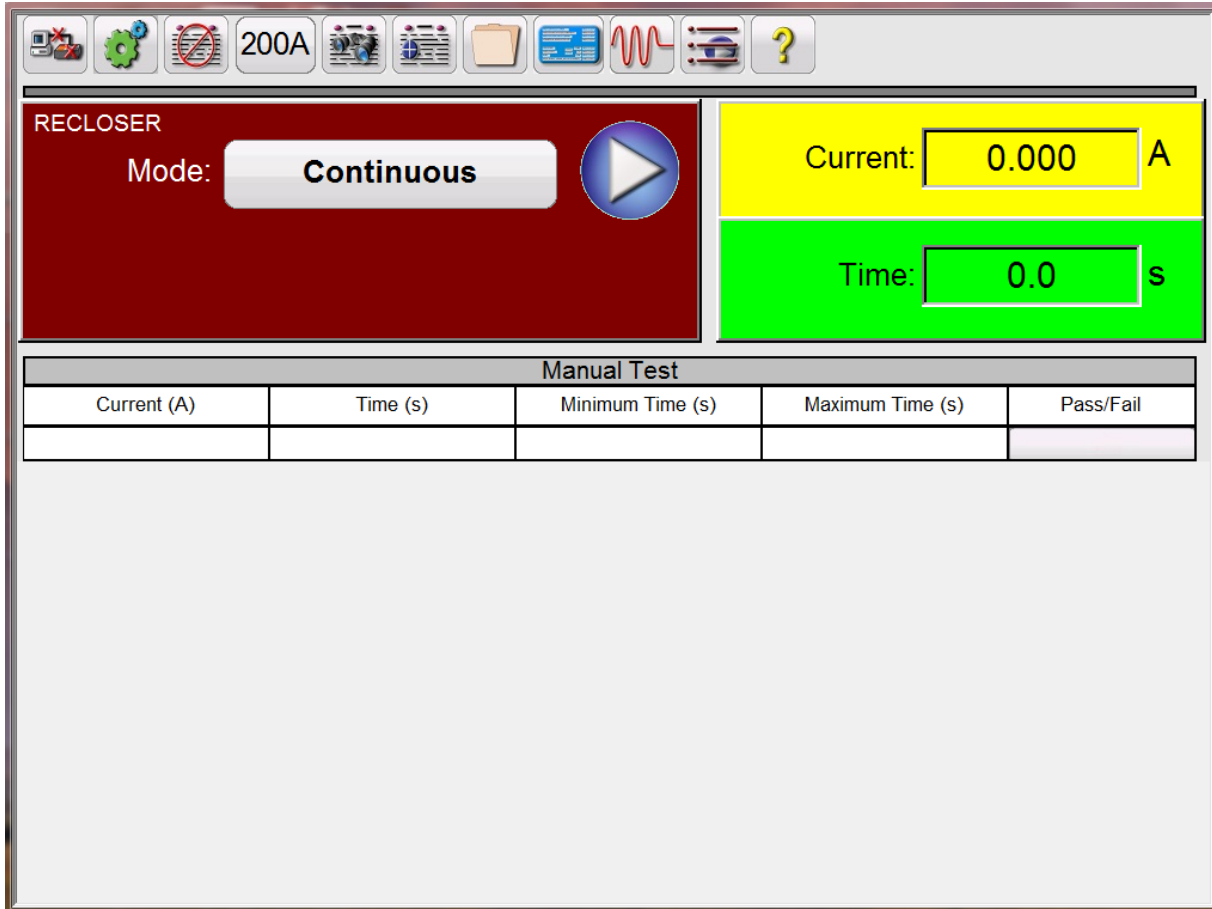 200A
?
RECLOSER
Mode: Continuous
Current: 0.000 A
Time: 0.0 s
Manual Test
Current (A) Time (s) Minimum Time (s) Maximum Time (s) Pass/Fail